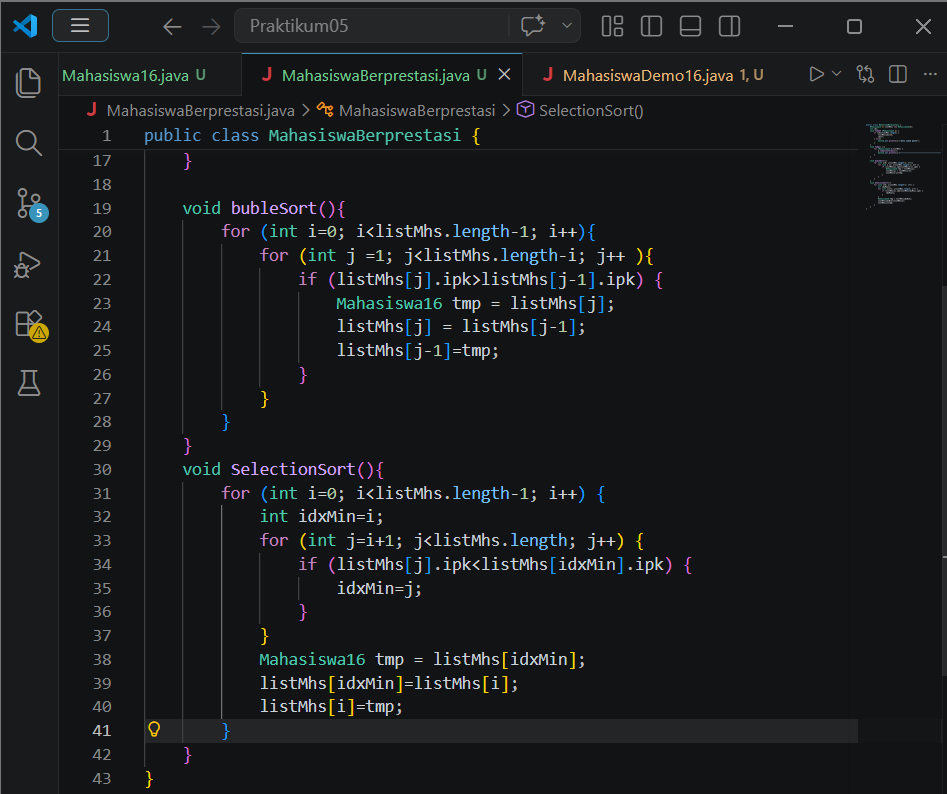 Praktikum05
Mahasiswa16.java U
J MahasiswaBerprestasi.java U
J MahasiswaDemo16.java 1, U
J MahasiswaBerprestasi.java > MahasiswaBerprestasi > SelectionSort()
5
1 public class MahasiswaBerprestasi {
17 }
18
19 void bubleSort(){
20 for (int i=0; i<listMhs.length-1; i++){
21 for (int j =1; j<listMhs.length-i; j++ ){
22 if (listMhs[j].ipk>listMhs[j-1].ipk) {
23 Mahasiswa16 tmp = listMhs[j];
24 listMhs[j] = listMhs[j-1];
25 listMhs[j-1]=tmp;
26 }
27 }
28 }
29 }
30 void SelectionSort(){
31 for (int i=0; i<listMhs.length-1; i++) {
32 int idxMin=i;
33 for (int j=i+1; j<listMhs.length; j++) {
34 if (listMhs[j].ipk<listMhs[idxMin].ipk) {
35 idxMin=j;
36 }
37 }
38 Mahasiswa16 tmp = listMhs[idxMin];
39 listMhs[idxMin]=listMhs[i];
40 listMhs[i]=tmp;
41 }
42 }
43 }